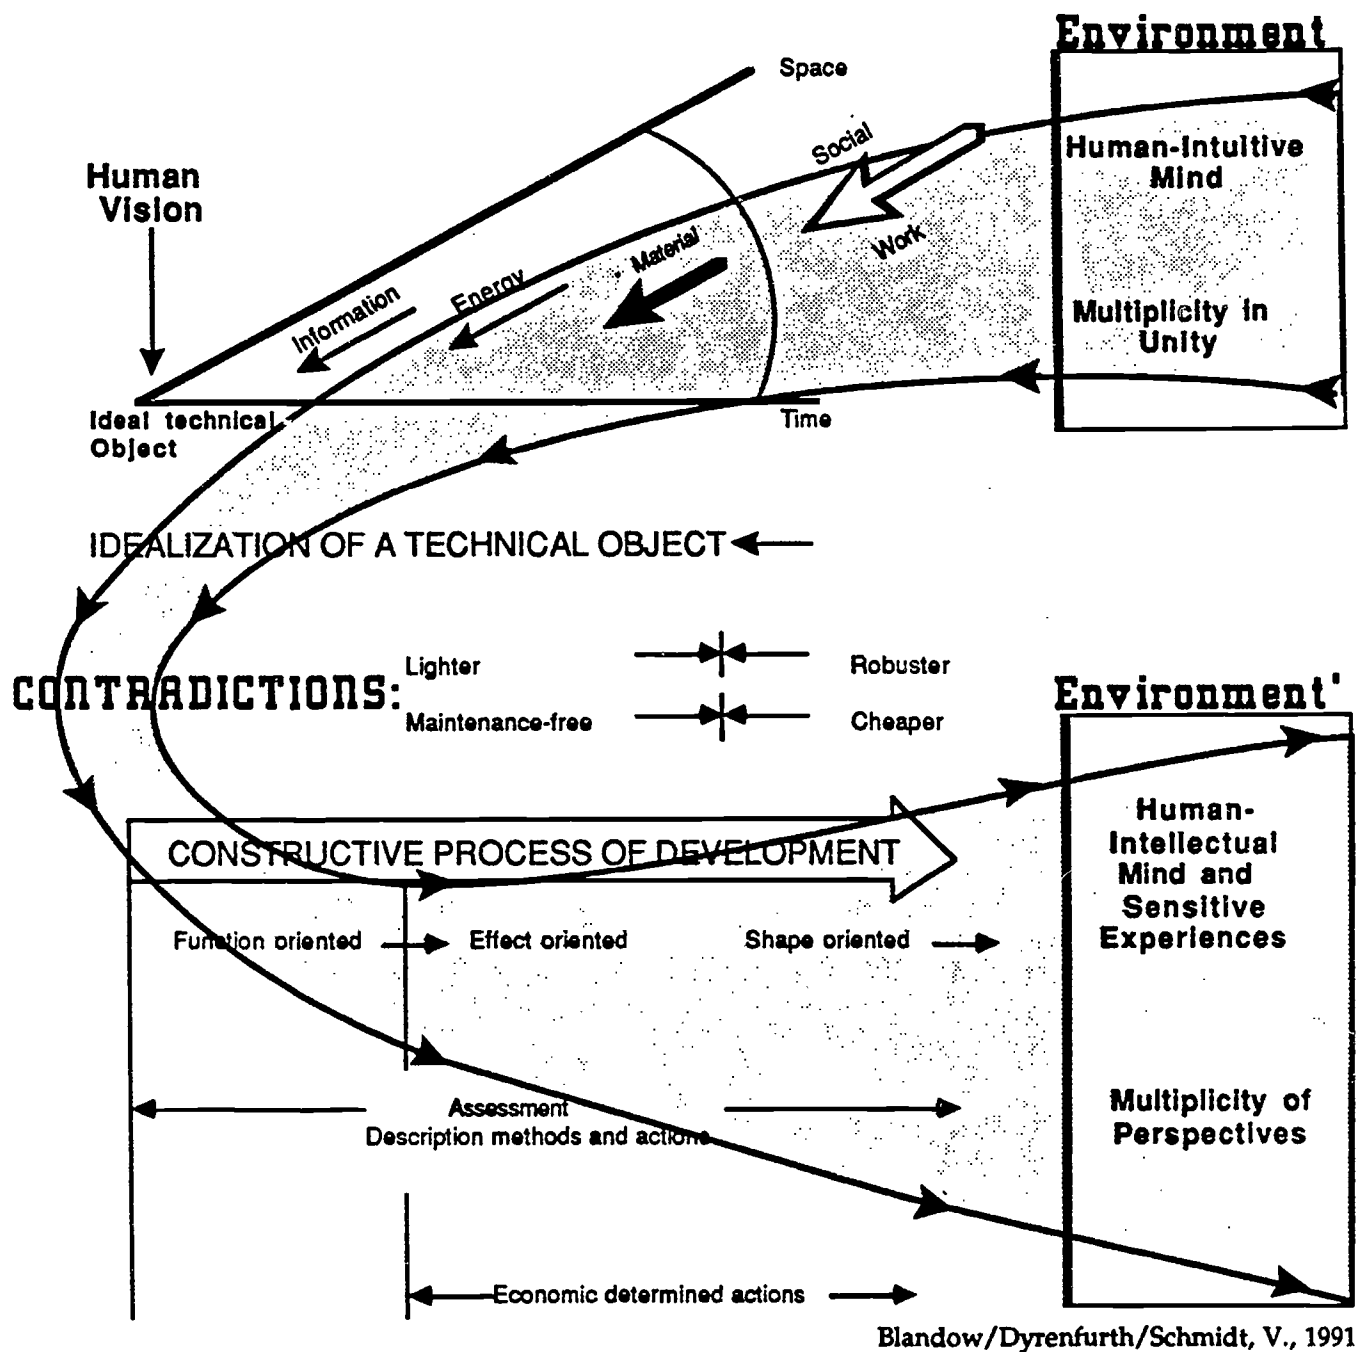 Environment
Space
Social
Human-Intuitive
Mind
Human
Vision
Work
Material
Energy
Information
Multiplicity in
Unity
Ideal technical
Object
Time
IDEALIZATION OF A TECHNICAL OBJECT
CONTRADICTIONS:
Lighter
Robuster
Maintenance-free
Cheaper
Environment'
Human-
Intellectual
Mind and
Sensitive
Experiences
CONSTRUCTIVE PROCESS OF DEVELOPMENT
Function oriented
Effect oriented
Shape oriented
Assessment
Description methods and actions
Multiplicity of
Perspectives
Economic determined actions
Blandow/Dyrenfurth/Schmidt, V., 1991